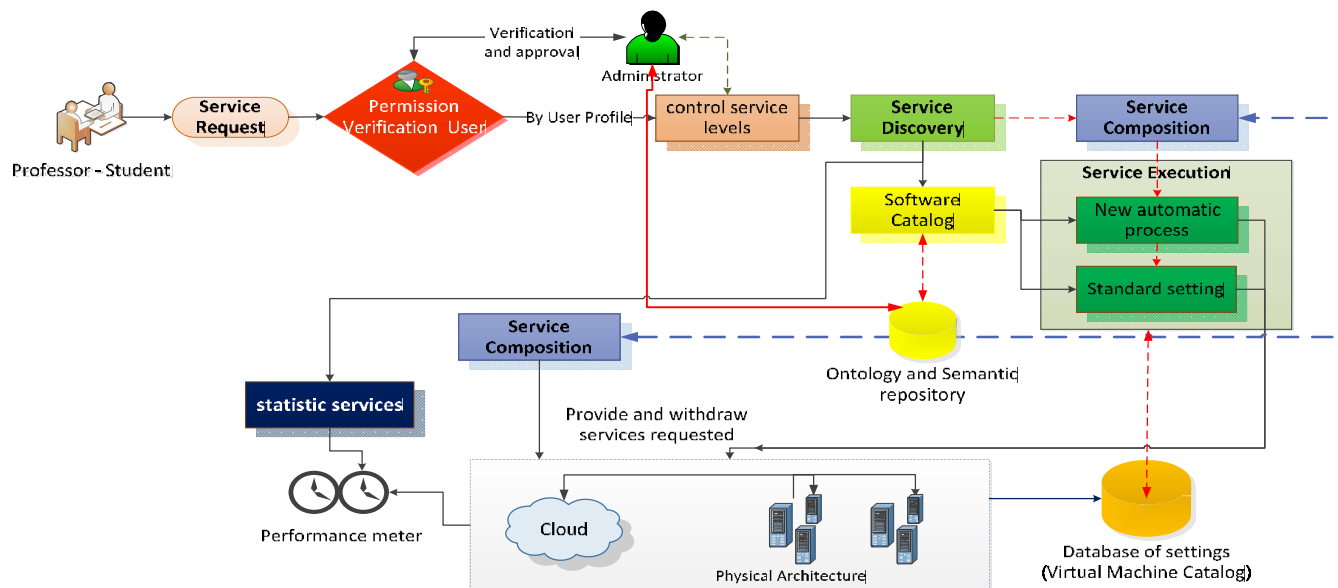 Verification
and approval
Administrator
Service
Request
Permission
Verification User
By User Profile
control service
levels
Service
Discovery
Service
Composition
Professor - Student
Service Execution
Software
Catalog
New automatic
process
Standard setting
Service
Composition
Ontology and Semantic
repository
statistic services
Provide and withdraw
services requested
Performance meter
Cloud
Physical Architecture
Database of settings
(Virtual Machine Catalog)